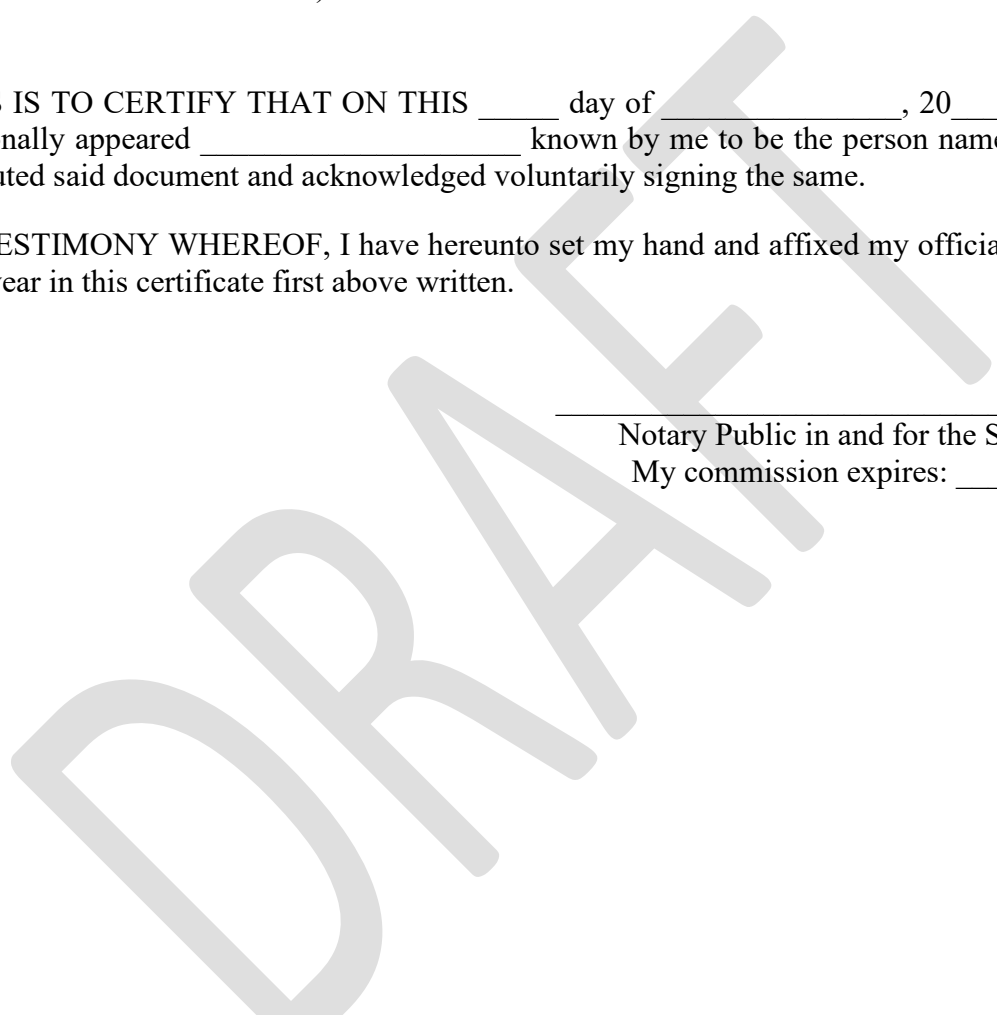 S IS TO CERTIFY THAT ON THIS _____ day of _______________, 20___
onally appeared ____________________ known by me to be the person name
uted said document and acknowledged voluntarily signing the same.
ESTIMONY WHEREOF, I have hereunto set my hand and affixed my officia
year in this certificate first above written.
Notary Public in and for the S
My commission expires: ___
DRAFT